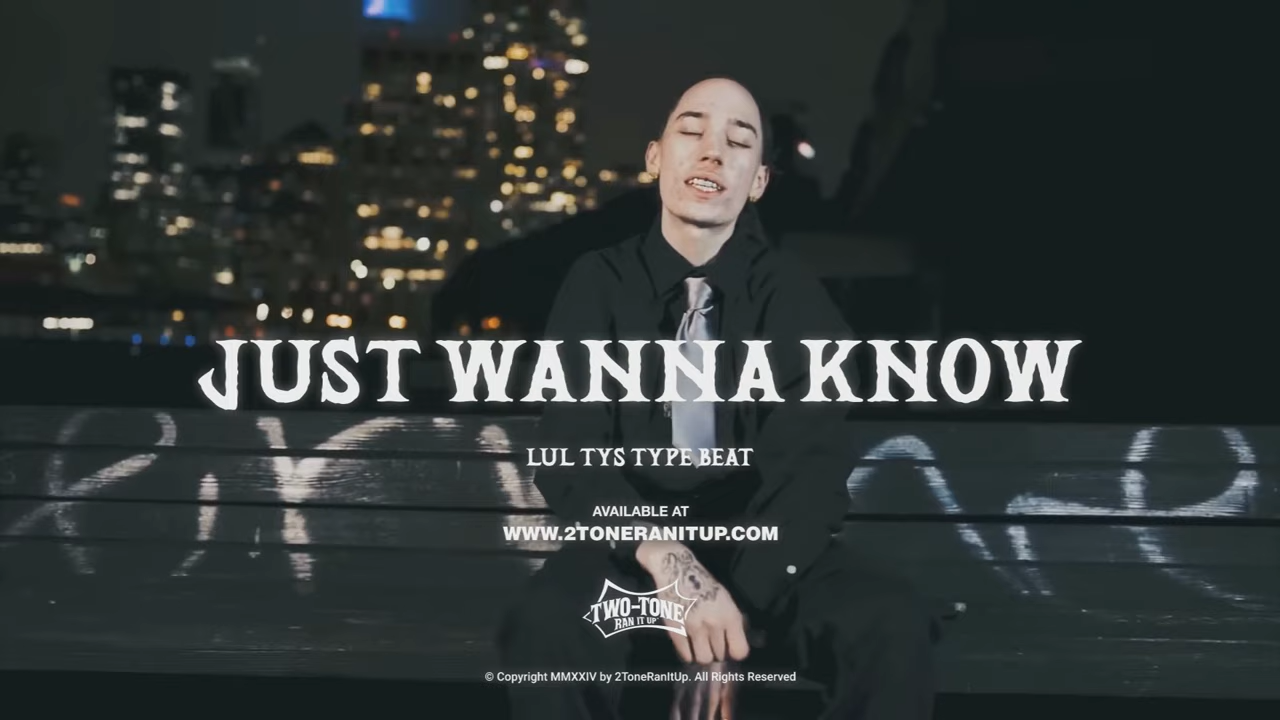 JUST WANNA KNOW
LUL TYS TYPE BEAT
AVAILABLE AT
WWW.2TONERANITUP.COM
TWO-TONE
RAN IT UP
© Copyright MMXXIV by 2ToneRanItUp. All Rights Reserved